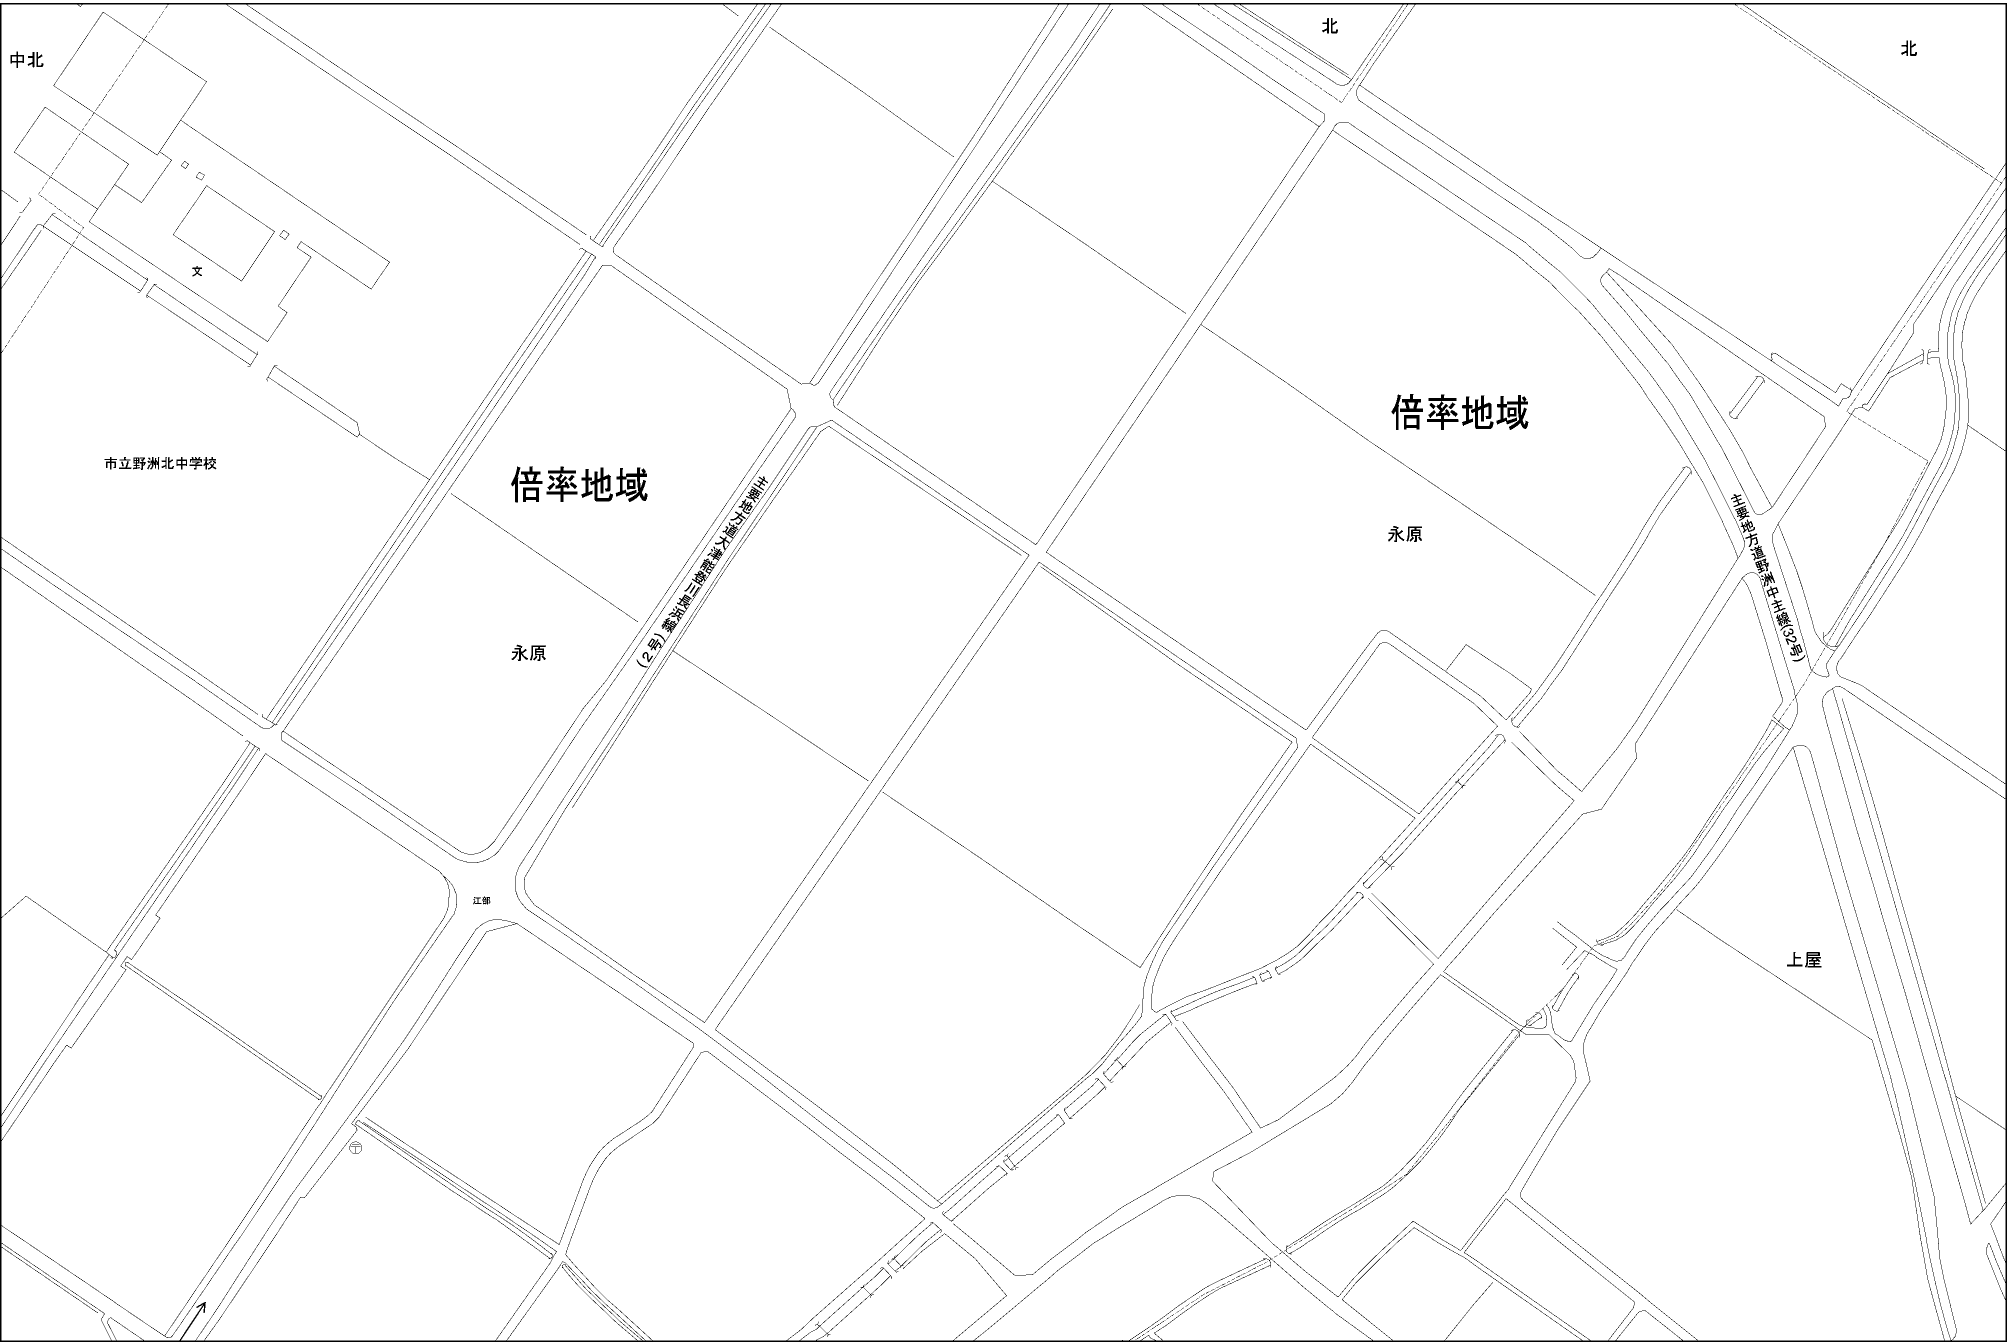 北
北
中北
文
倍率地域
市立野洲北中学校
倍率地域
主要地方道大津能登川長浜線
(2号)
主要地方道野洲中主線(32号)
永原
永原
江部
上屋